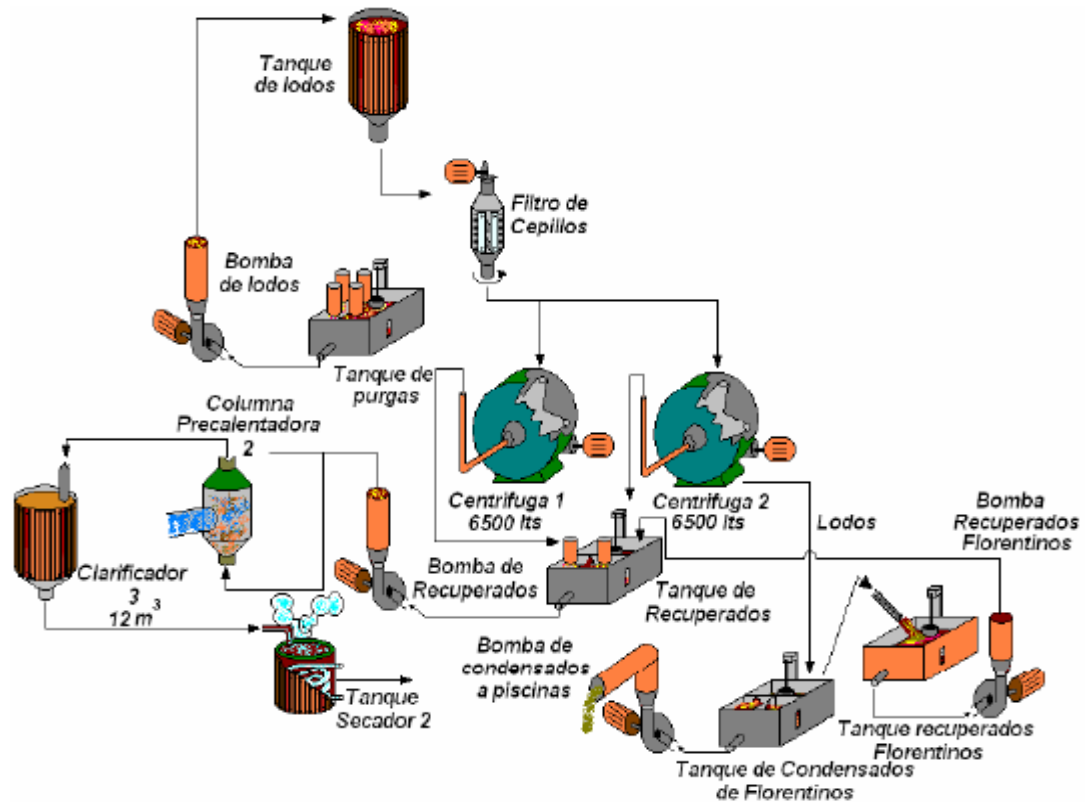 Tanque
de lodos
Filtro de
Cepillos
Bomba
de lodos
Tanque de
purgas
Columna
Precalentadora
2
Centrifuga 1
6500 lts
Centrifuga 2
6500 lts
Lodos
Bomba
Recuperados
Florentinos
Clarificador
3
12 m³
Bomba de
Recuperados
Tanque de
Recuperados
Bomba de
condensados
a piscinas
Tanque
Secador 2
Tanque recuperados
Florentinos
Tanque de Condensados
de Florentinos